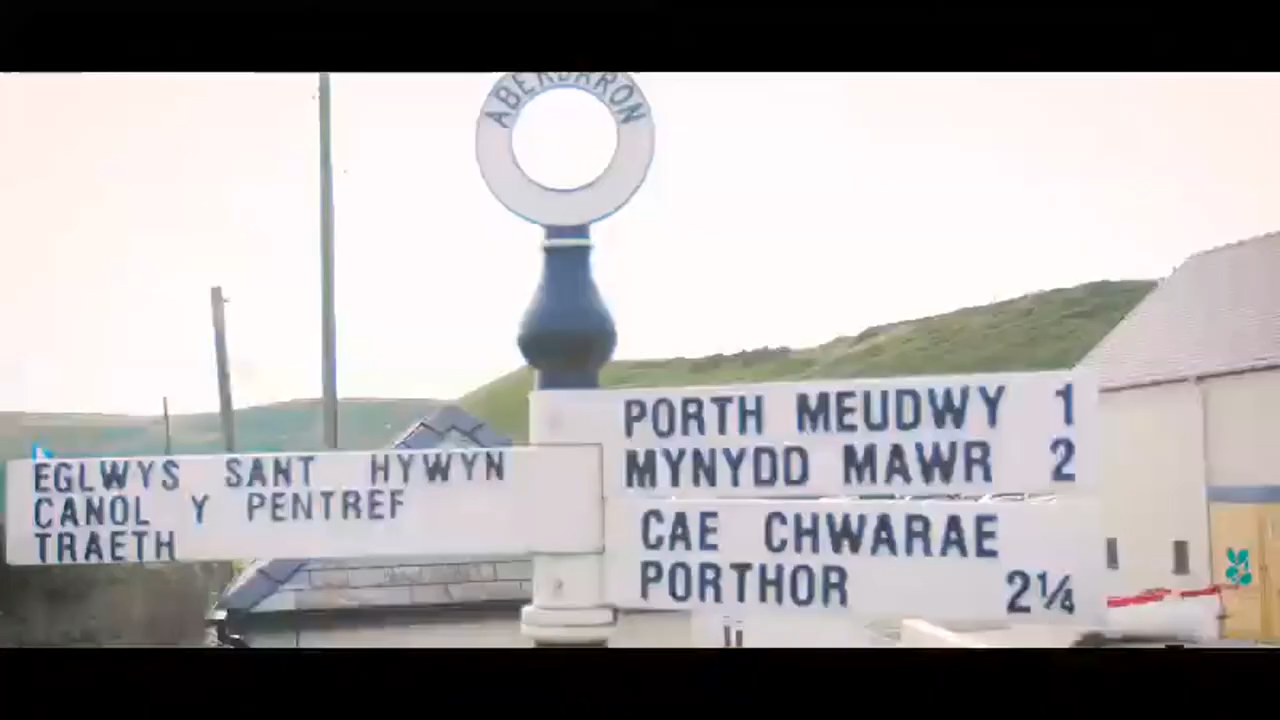 ABERDARON
EGLWYS SANT HYWYN
CANOL Y PENTREF
TRAETH
PORTH MEUDWY 1
MYNYDD MAWR 2
CAE CHWARAE
PORTHOR 2¼